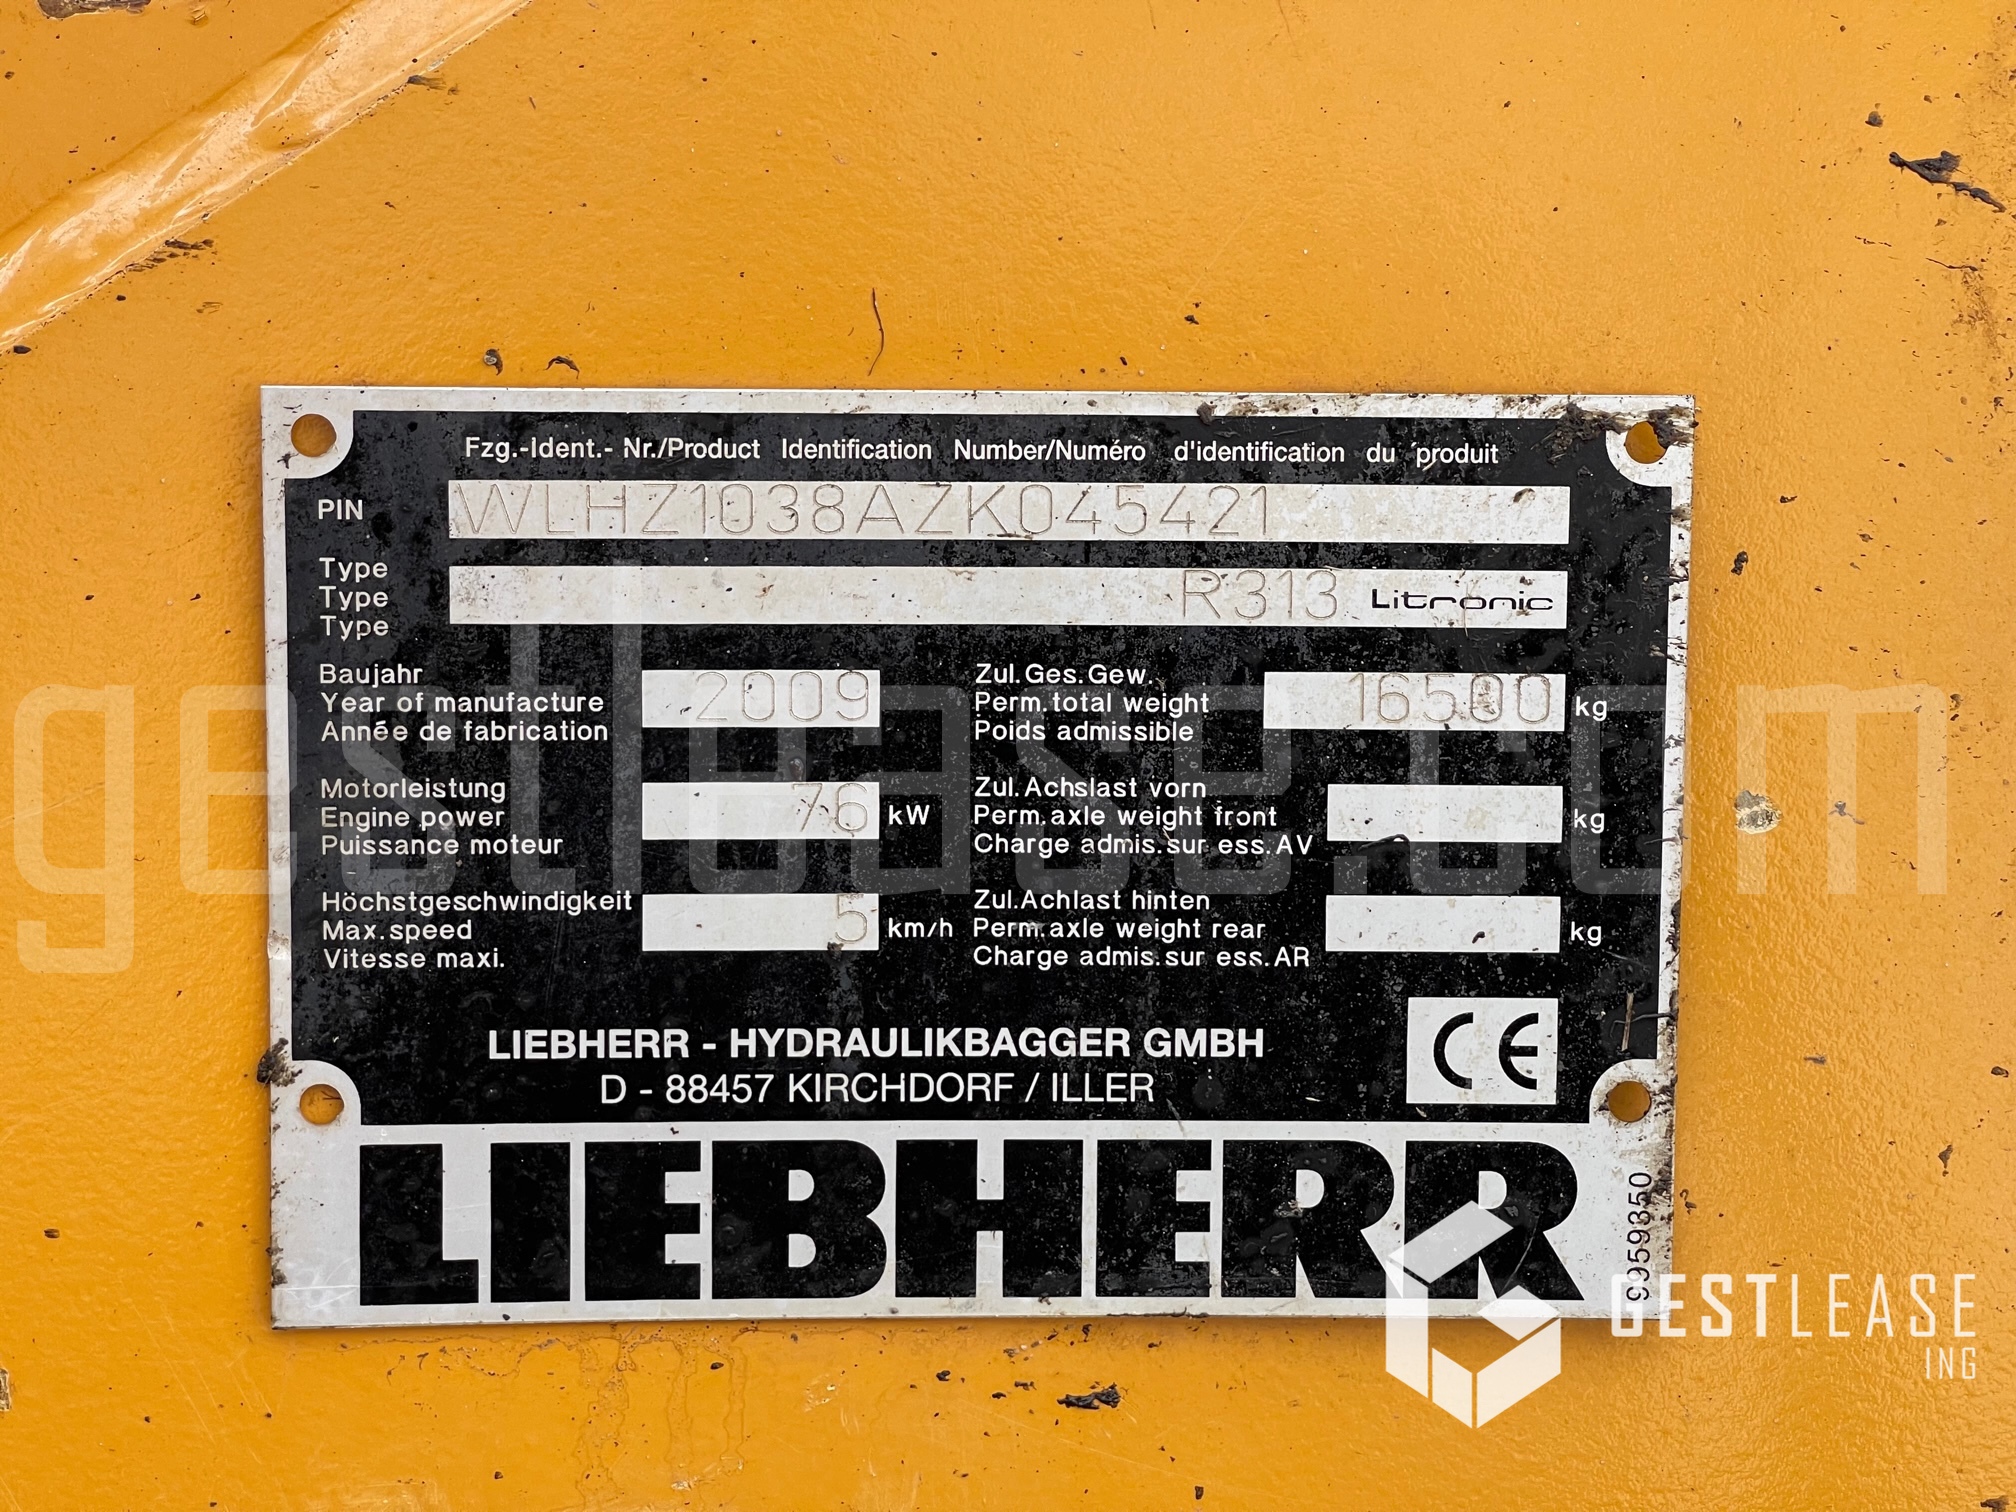 Fzg.-Ident.- Nr./Product Identification Number/Numéro d'identification du produit
PIN WLHZ1038AZK045421
Type
Type R313 Litronic
Type
Baujahr
Year of manufacture 2009
Année de fabrication
Zul.Ges.Gew.
Perm.total weight 16500 kg
Poids admissible
Motorleistung
Engine power 76 kW
Puissance moteur
Zul.Achslast vorn
Perm.axle weight front kg
Charge admis.sur ess.AV
Höchstgeschwindigkeit
Max.speed 5 km/h
Vitesse maxi.
Zul.Achlast hinten
Perm.axle weight rear kg
Charge admis.sur ess.AR
gestlease.com
LIEBHERR - HYDRAULIKBAGGER GMBH
D - 88457 KIRCHDORF / ILLER
CE
LIEBHERR
9959350
GESTLEASE
ING